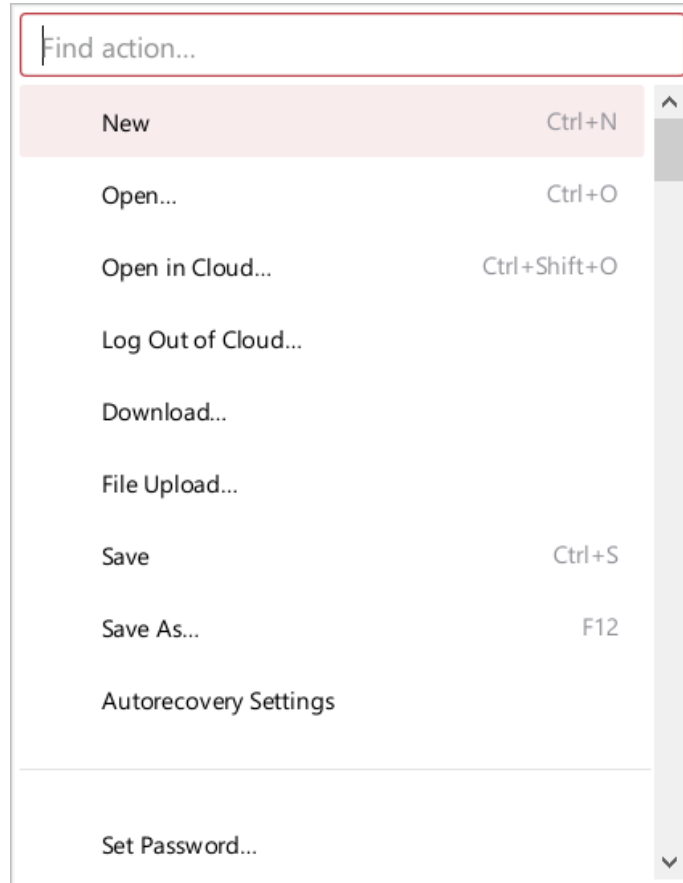 Find action...
New Ctrl+N
Open... Ctrl+O
Open in Cloud... Ctrl+Shift+O
Log Out of Cloud...
Download...
File Upload...
Save Ctrl+S
Save As... F12
Autorecovery Settings
Set Password...